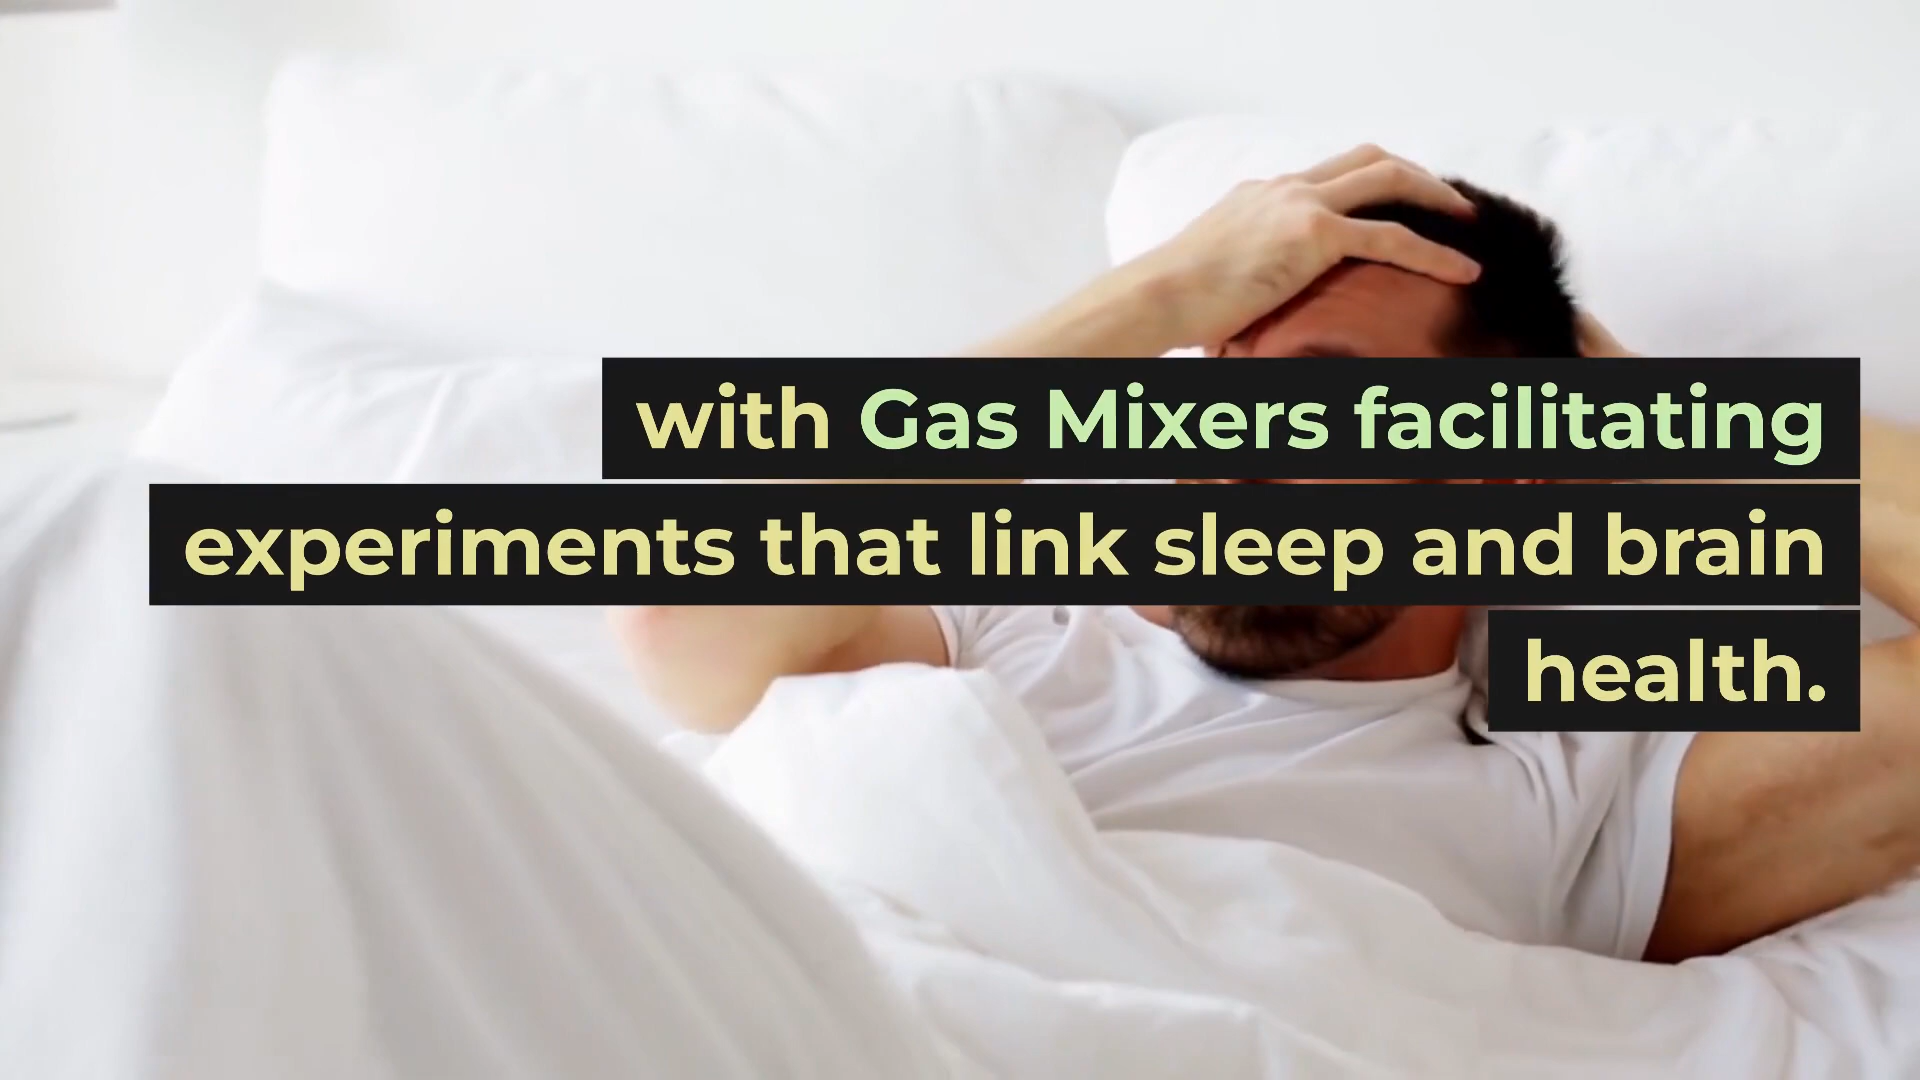 with Gas Mixers facilitating
experiments that link sleep and brain
health.